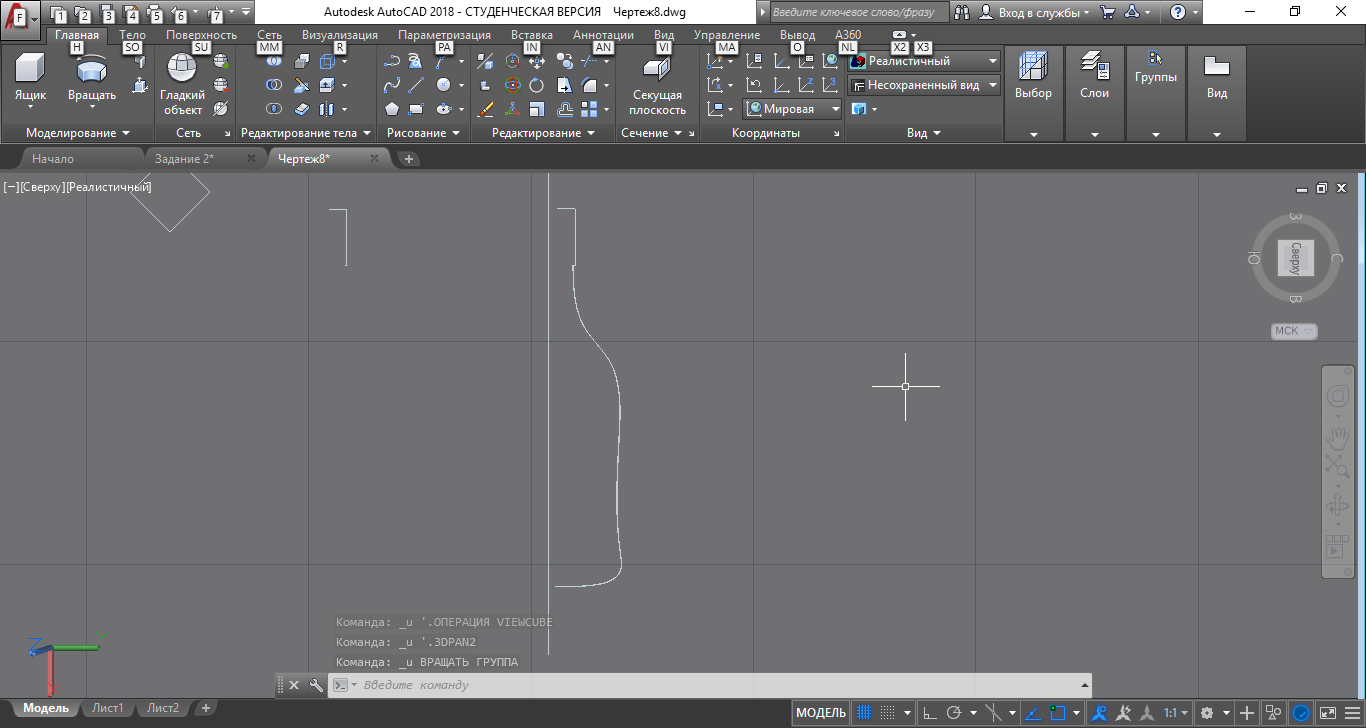 Autodesk AutoCAD 2018 - СТУДЕНЧЕСКАЯ ВЕРСИЯ Чертеж8.dwg
Введите ключевое слово/фразу
Вход в службы
F 1 2 3 4 5 6 7
Главная Тело Поверхность Сеть Визуализация Параметризация Вставка Аннотации Вид Управление Вывод A360
H SO SU MM R PA IN AN VI MA O NL X2 X3
Ящик
Вращать
Гладкий объект
Секущая плоскость
Мировая
Реалистичный
Несохраненный вид
Выбор
Слои
Группы
Вид
Моделирование Сеть Редактирование тела Рисование Редактирование Сечение Координаты Вид
Начало Задание 2* Чертеж8*
[−][Сверху][Реалистичный]
З
Ю Сверху С
В
МСК
Команда: _u '.ОПЕРАЦИЯ VIEWCUBE
Команда: _u '.3DPAN2
Команда: _u ВРАЩАТЬ ГРУППА
Введите команду
Z
Модель Лист1 Лист2
МОДЕЛЬ 1:1